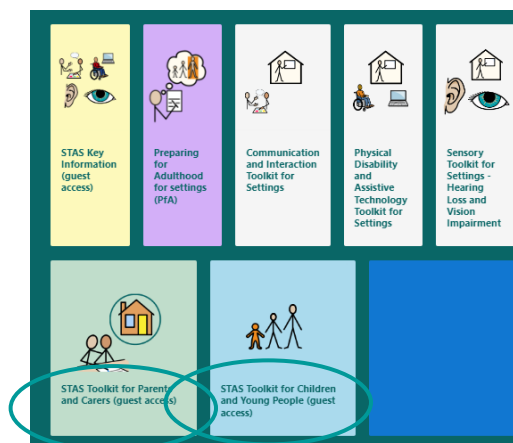 STAS Key
Information
(guest
access)
Preparing
for
Adulthood
for settings
(PfA)
Communication
and Interaction
Toolkit for
Settings
Physical
Disability
and
Assistive
Technology
Toolkit for
Settings
Sensory
Toolkit for
Settings -
Hearing
Loss and
Vision
Impairment
STAS Toolkit for Parents
and Carers (guest access)
STAS Toolkit for Children
and Young People (guest
access)